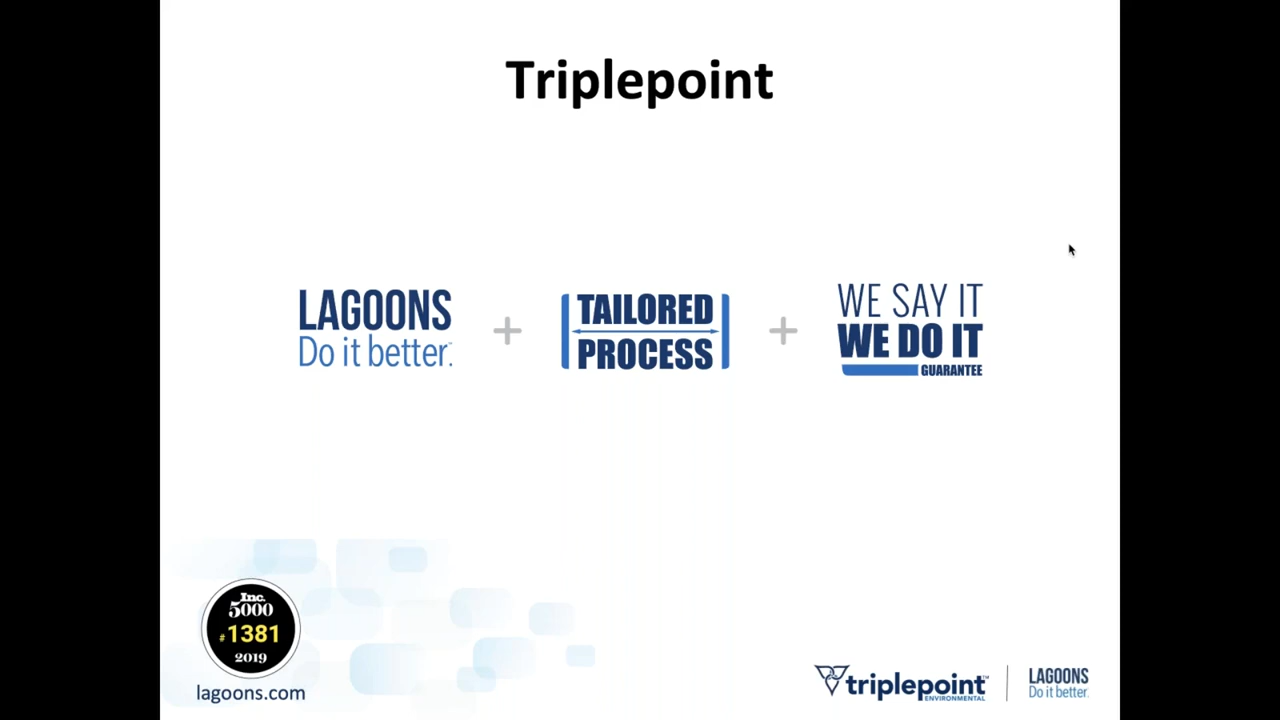 Triplepoint
LAGOONS
Do it better.
+
TAILORED
PROCESS
+
WE SAY IT
WE DO IT
GUARANTEE
Inc.
5000
#1381
2019
lagoons.com
triplepoint™
ENVIRONMENTAL
LAGOONS
Do it better.